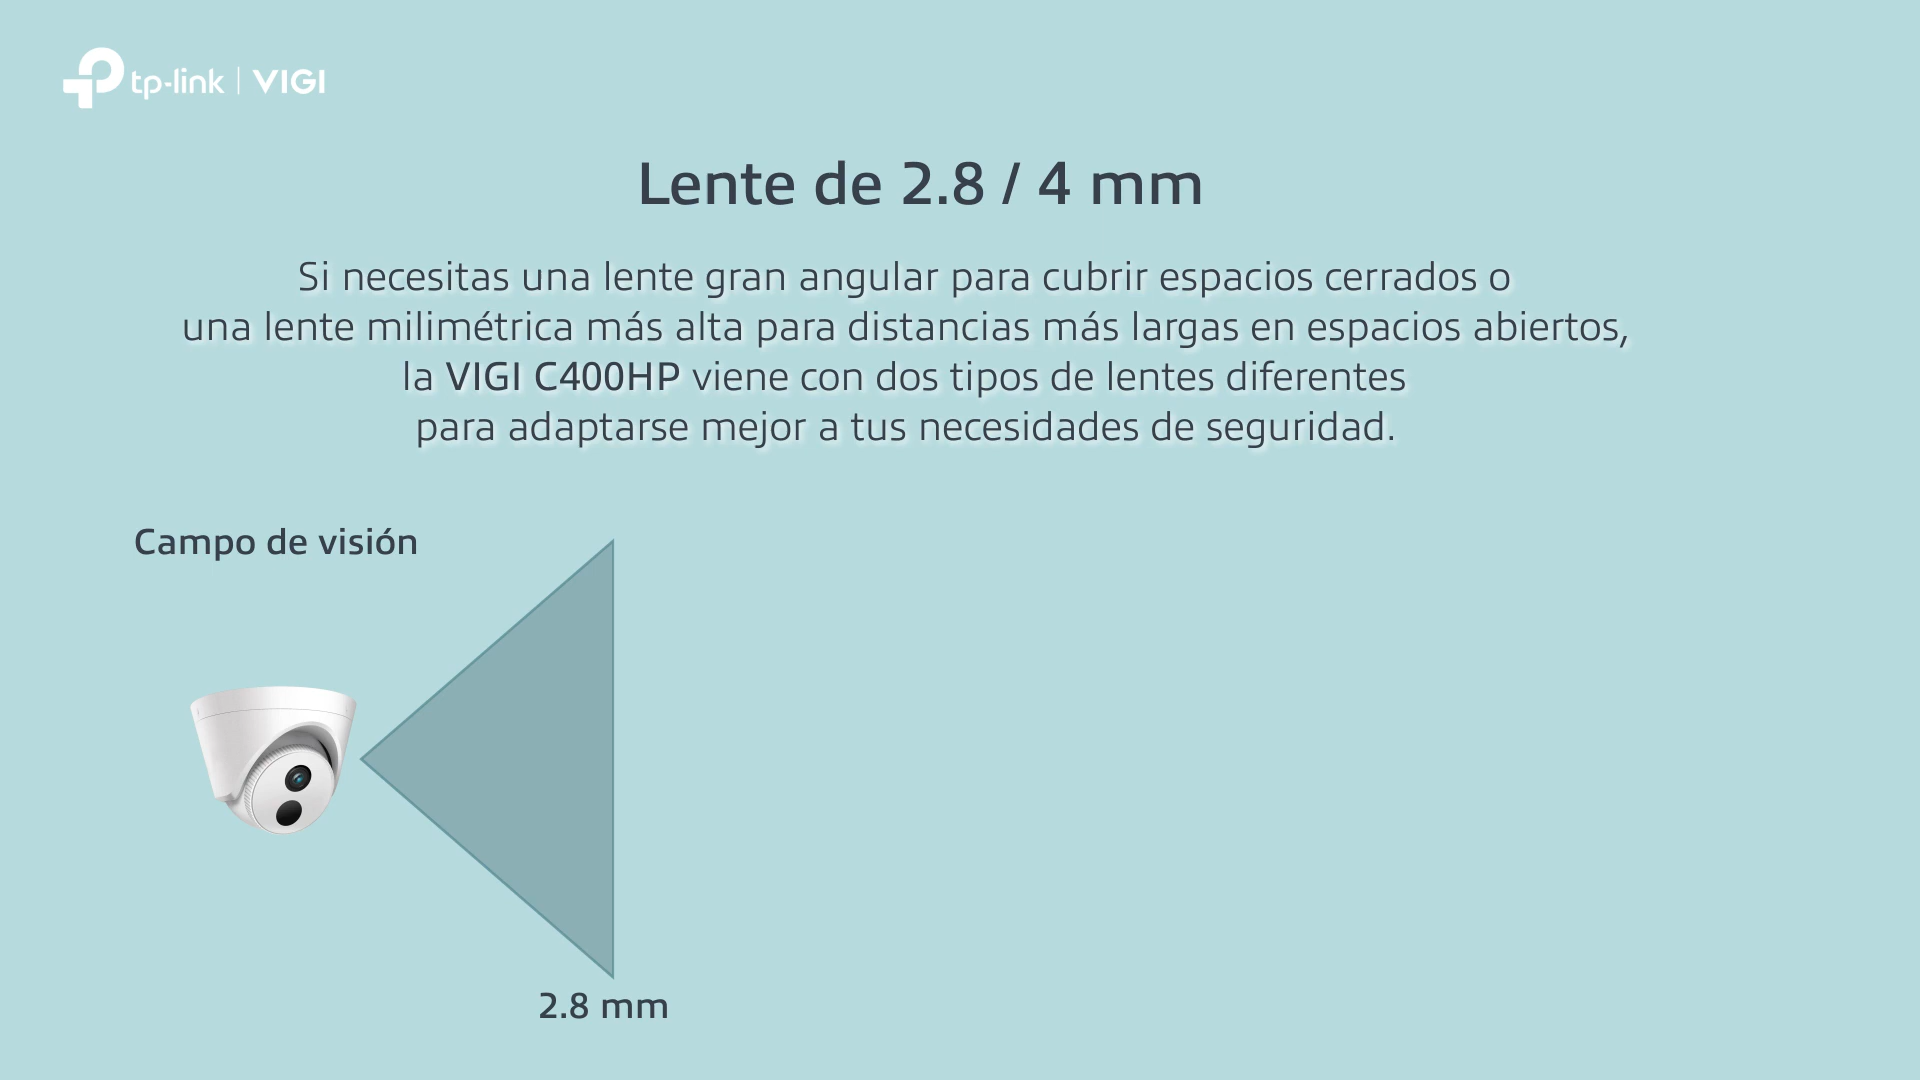 tp-link | VIGI
Lente de 2.8 / 4 mm
Si necesitas una lente gran angular para cubrir espacios cerrados o
una lente milimétrica más alta para distancias más largas en espacios abiertos,
la VIGI C400HP viene con dos tipos de lentes diferentes
para adaptarse mejor a tus necesidades de seguridad.
Campo de visión
2.8 mm